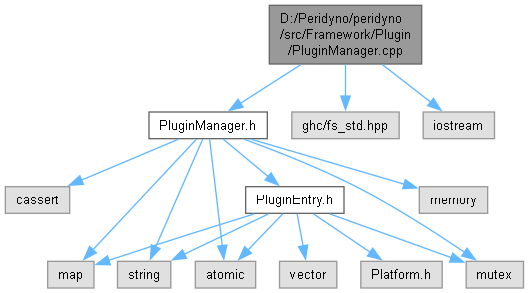 D:/Peridyno/peridyno
/src/Framework/Plugin
/PluginManager.cpp
PluginManager.h
ghc/fs_std.hpp
iostream
cassert
PluginEntry.h
memory
map
string
atomic
vector
Platform.h
mutex